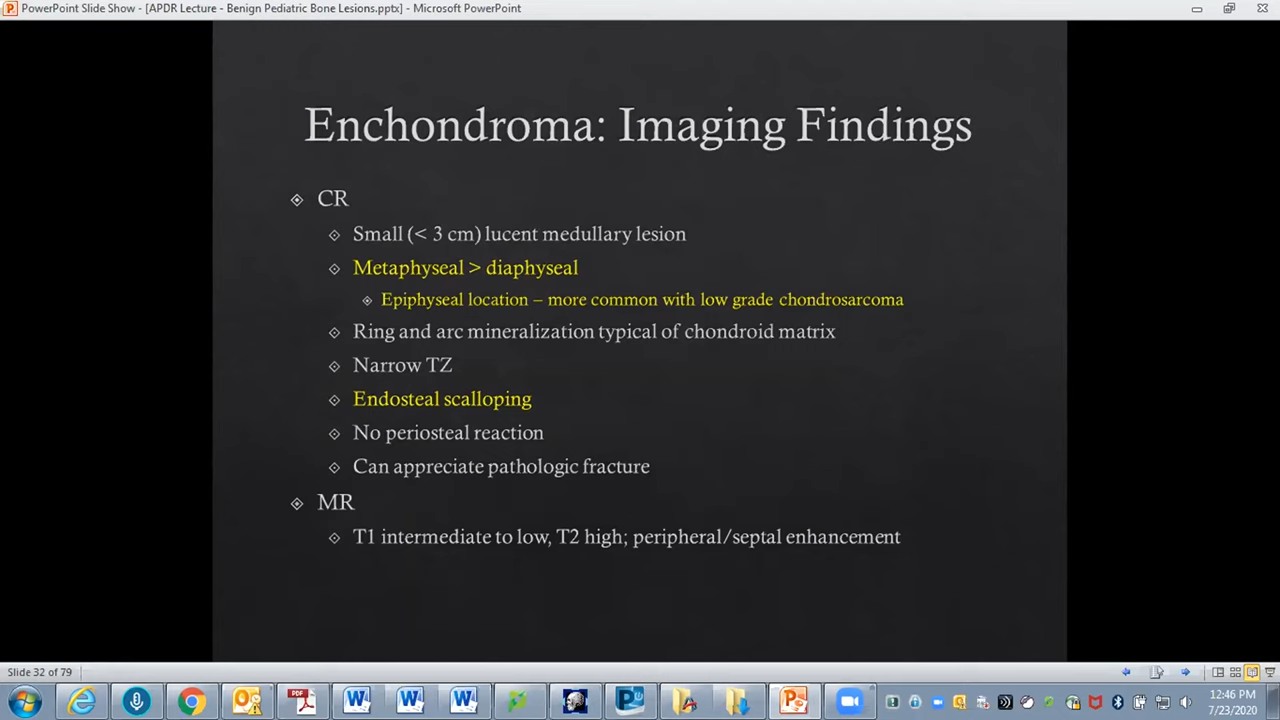 PowerPoint Slide Show - [APDR Lecture - Benign Pediatric Bone Lesions.pptx] - Microsoft PowerPoint
Enchondroma: Imaging Findings
CR
Small (< 3 cm) lucent medullary lesion
Metaphyseal > diaphyseal
Epiphyseal location – more common with low grade chondrosarcoma
Ring and arc mineralization typical of chondroid matrix
Narrow TZ
Endosteal scalloping
No periosteal reaction
Can appreciate pathologic fracture
MR
T1 intermediate to low, T2 high; peripheral/septal enhancement
Slide 32 of 79
PDF
12:46 PM
7/23/2020